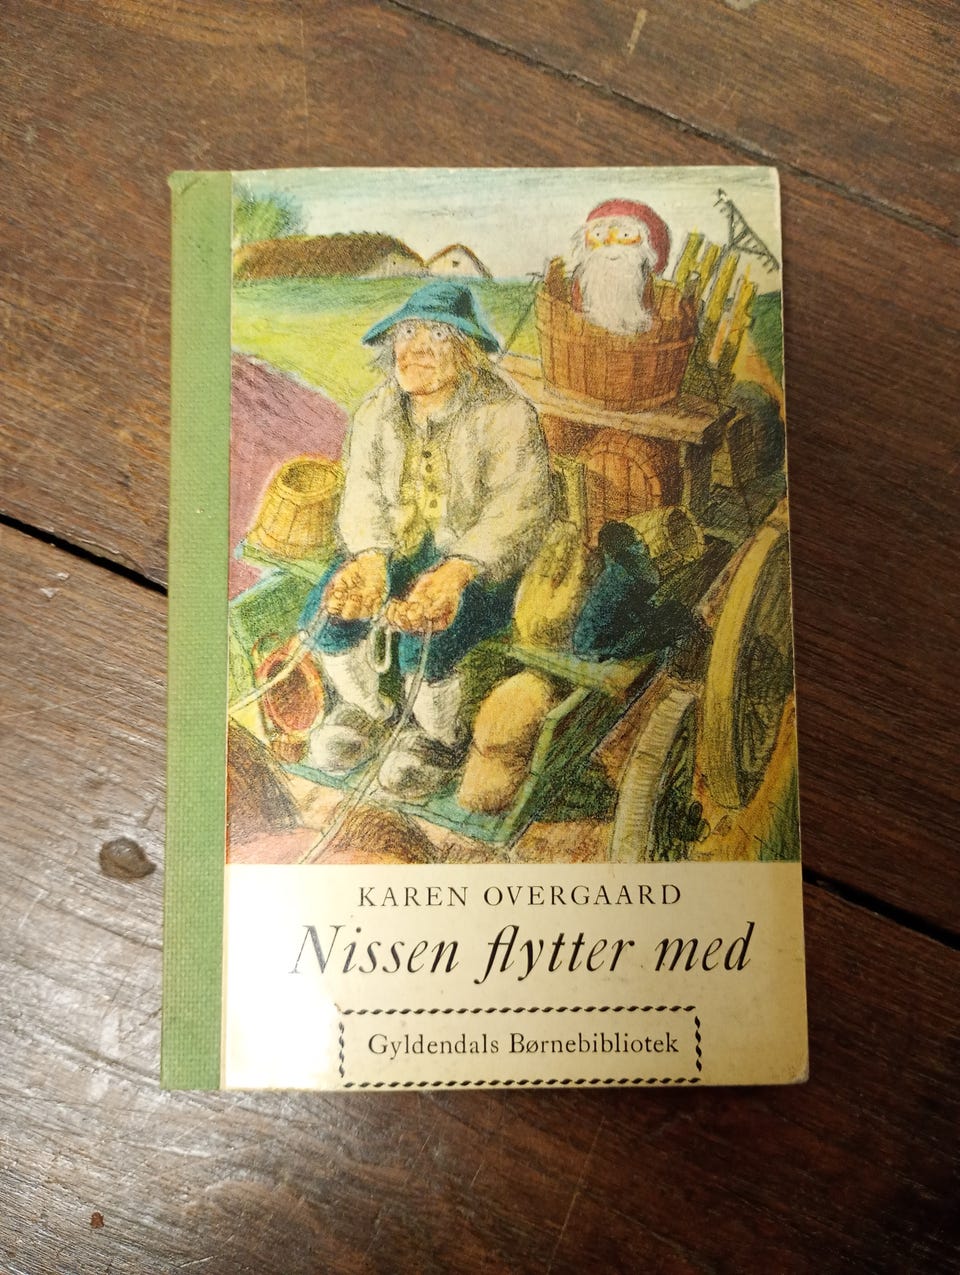 KAREN OVERGAARD
Nissen flytter med
Gyldendals Børnebibliotek